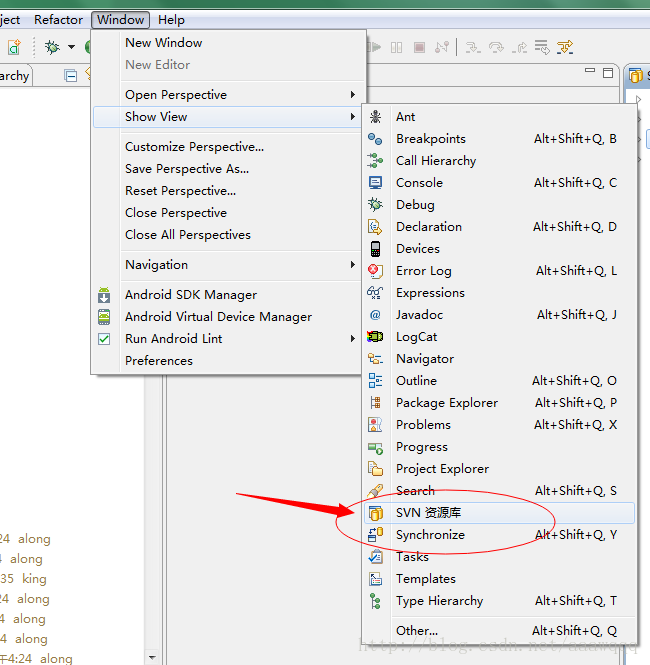 ject Refactor Window Help
archy
New Window
New Editor
Open Perspective
Show View
Customize Perspective...
Save Perspective As...
Reset Perspective...
Close Perspective
Close All Perspectives
Navigation
Android SDK Manager
Android Virtual Device Manager
Run Android Lint
Preferences
S
Ant
Breakpoints Alt+Shift+Q, B
Call Hierarchy
Console Alt+Shift+Q, C
Debug
Declaration Alt+Shift+Q, D
Devices
Error Log Alt+Shift+Q, L
Expressions
Javadoc Alt+Shift+Q, J
LogCat
Navigator
Outline Alt+Shift+Q, O
Package Explorer Alt+Shift+Q, P
Problems Alt+Shift+Q, X
Progress
Project Explorer
Search Alt+Shift+Q, S
SVN 资源库
Synchronize Alt+Shift+Q, Y
Tasks
Templates
Type Hierarchy Alt+Shift+Q, T
Other... Alt+Shift+Q, Q
24 along
4 along
35 king
24 along
4 along
4 along
午4:24 along